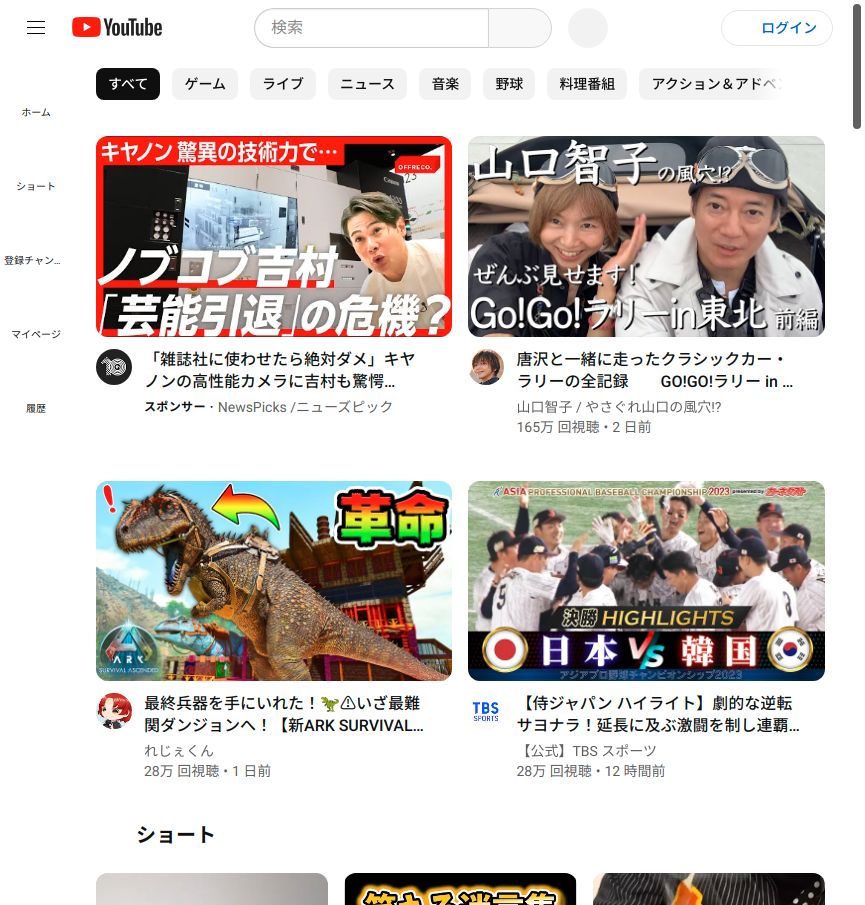 YouTube
検索
ログイン
すべて
ゲーム
ライブ
ニュース
音楽
野球
料理番組
アクション＆アドベン
ホーム
ショート
登録チャン...
マイページ
履歴
キヤノン 驚異の技術力で…
OFFRECO.
Canon
ノブコブ吉村
「芸能引退」の危機？
山口智子の風穴!?
ぜんぶ見せます！
Go!Go!ラリーin東北 前編
「雑誌社に使わせたら絶対ダメ」キヤ
ノンの高性能カメラに吉村も驚愕...
スポンサー・NewsPicks /ニューズピック
唐沢と一緒に走ったクラシックカー・
ラリーの全記録　　GO!GO!ラリー in ...
山口智子 / やさぐれ山口の風穴!?
165万 回視聴・2 日前
革命
ARK
SURVIVAL ASCENDED
ASIA PROFESSIONAL BASEBALL CHAMPIONSHIP 2023 presented by
決勝 HIGHLIGHTS
日本 VS 韓国
アジアプロ野球チャンピオンシップ2023
最終兵器を手にいれた！🦖⚠いざ最難
関ダンジョンへ！【新ARK SURVIVAL...
れじぇくん
28万 回視聴・1 日前
TBS
SPORTS
【侍ジャパン ハイライト】劇的な逆転
サヨナラ！延長に及ぶ激闘を制し連覇...
【公式】TBS スポーツ
28万 回視聴・12 時間前
ショート
笑える迷言集